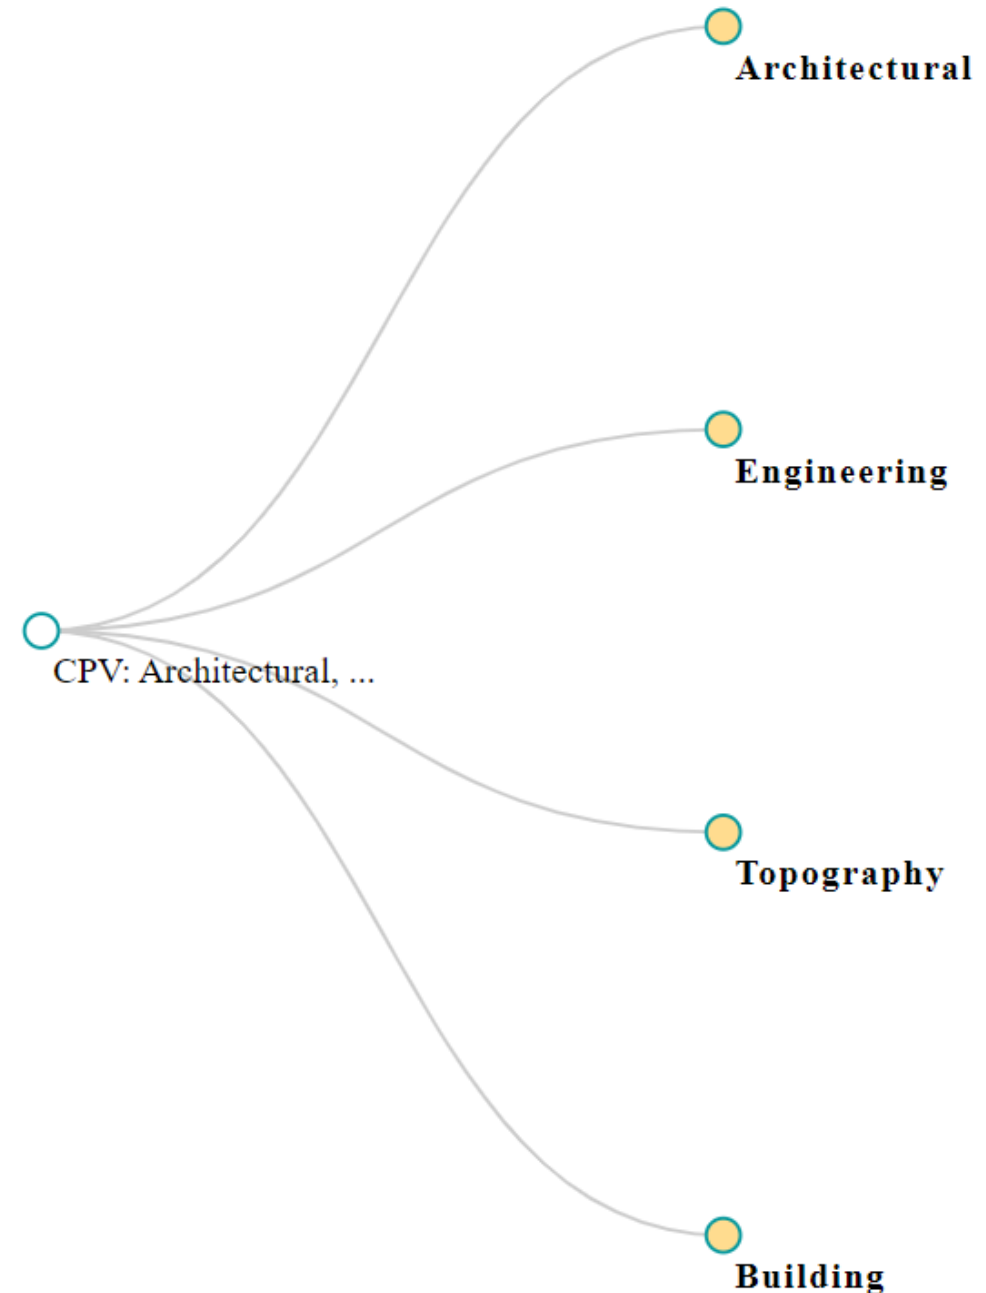 Architectural
Engineering
CPV: Architectural, ...
Topography
Building